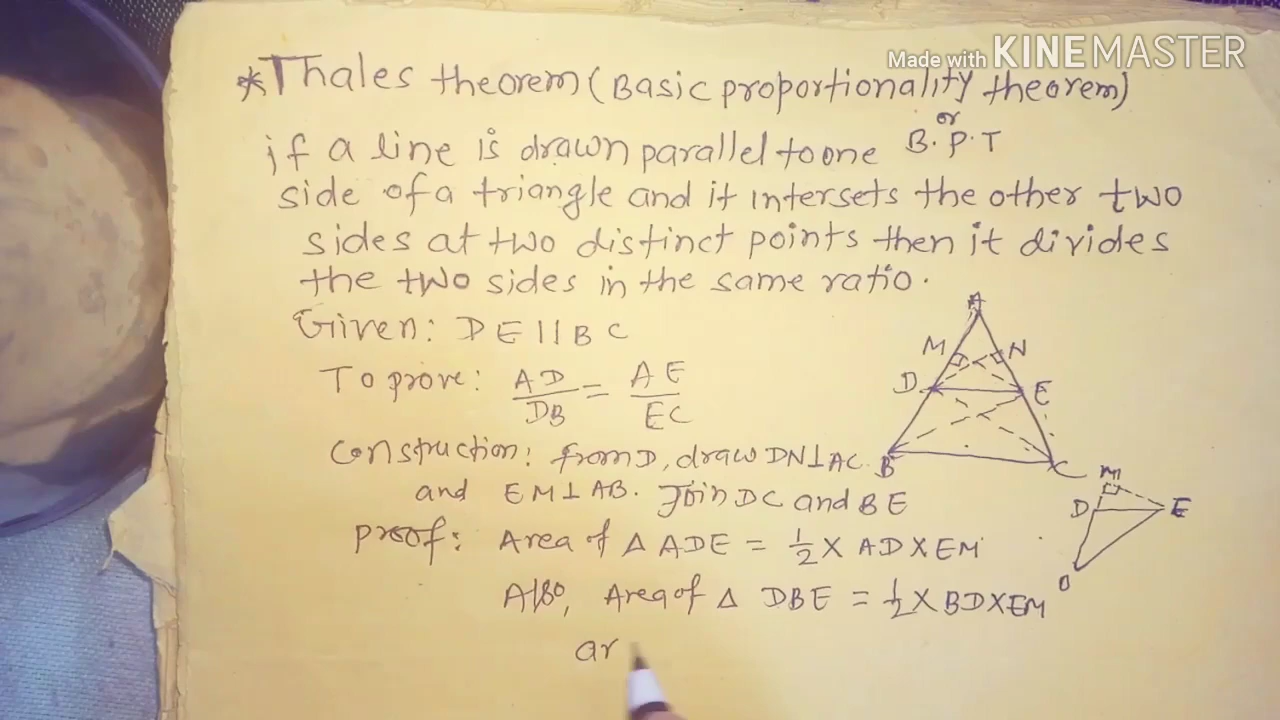 Made with KINEMASTER
*Thales theorem (Basic proportionality theorem)
or
B.P.T
if a line is drawn parallel to one
side of a triangle and it intersets the other two
sides at two distinct points then it divides
the two sides in the same ratio.
Given: DE || BC
To prove: AD/DB = AE/EC
Construction: from D, draw DN⊥AC
and EM⊥AB. Join DC and BE
Proof: Area of △ ADE = 1/2 × AD × EM
Also, Area of △ DBE = 1/2 × BD × EM
ar
A
M N
D E
B C
M
D E